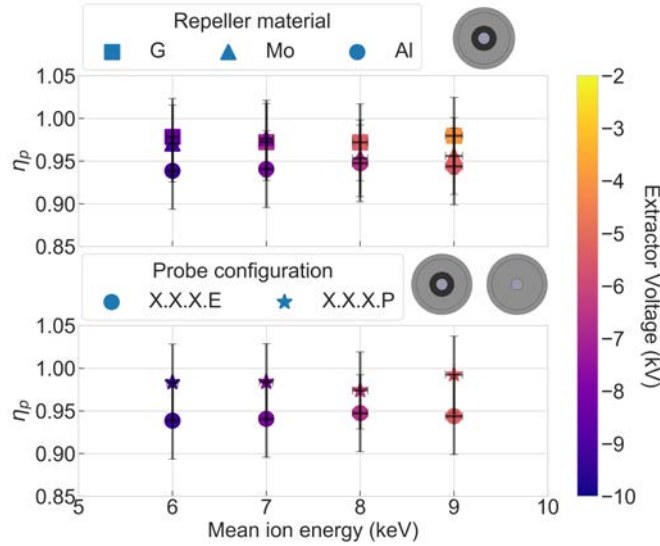 Repeller material
G Mo Al
1.05
1.00
0.95
0.90
0.85
ηp
Probe configuration
X.X.X.E X.X.X.P
1.05
1.00
0.95
0.90
0.85
ηp
5 6 7 8 9 10
Mean ion energy (keV)
−2
−3
−4
−5
−6
−7
−8
−9
−10
Extractor Voltage (kV)